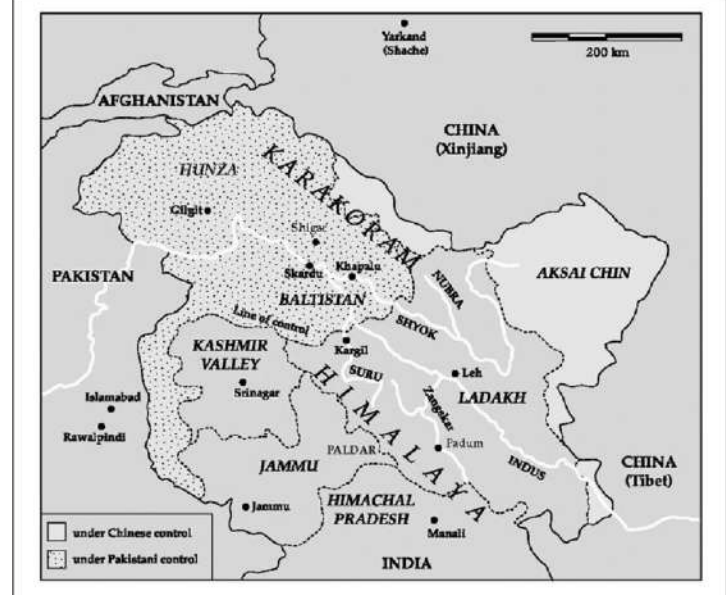 Yarkand
(Shache)
200 km
AFGHANISTAN
CHINA
(Xinjiang)
HUNZA
KARAKORAM
Gilgit
Shigar
PAKISTAN
Skardu
Khapalu
NUBRA
AKSAI CHIN
BALTISTAN
SHYOK
Line of control
KASHMIR
VALLEY
Kargil
SURU
Leh
Srinagar
HIMALAYA
Zangskar
LADAKH
Islamabad
Rawalpindi
PALDAR
Padum
INDUS
CHINA
(Tibet)
JAMMU
HIMACHAL
PRADESH
Jammu
Manali
INDIA
under Chinese control
under Pakistani control